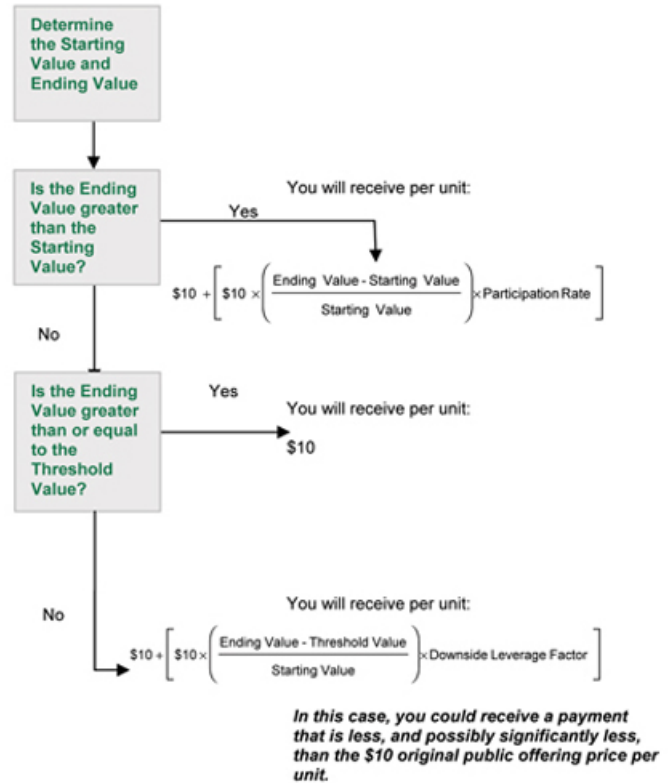 Determine
the Starting
Value and
Ending Value
Is the Ending
Value greater
than the
Starting
Value?
Yes
You will receive per unit:
$10 + [ $10 × ( Ending Value - Starting Value / Starting Value ) × Participation Rate ]
No
Is the Ending
Value greater
than or equal
to the
Threshold
Value?
Yes
You will receive per unit:
$10
No
You will receive per unit:
$10 + [ $10 × ( Ending Value - Threshold Value / Starting Value ) × Downside Leverage Factor ]
In this case, you could receive a payment
that is less, and possibly significantly less,
than the $10 original public offering price per
unit.